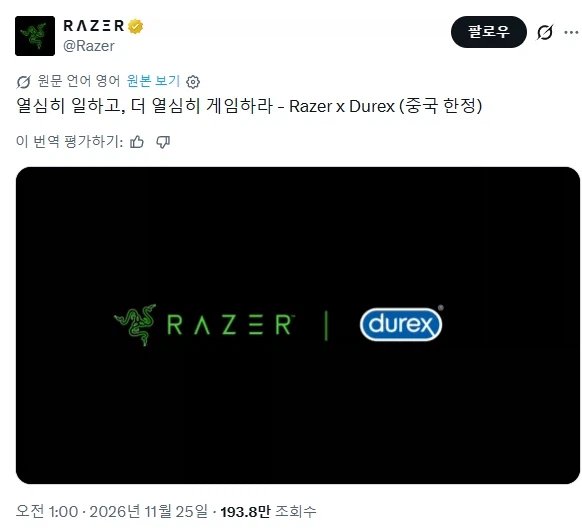 RΛZΞR
@Razer
팔로우
원문 언어 영어 원본 보기
열심히 일하고, 더 열심히 게임하라 - Razer x Durex (중국 한정)
이 번역 평가하기:
RΛZΞR™ | durex®
오전 1:00 · 2026년 11월 25일 · 193.8만 조회수